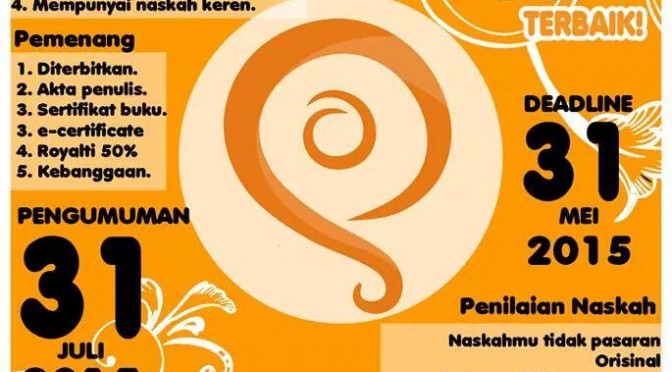 4. Mempunyai naskah keren.
TERBAIK!
Pemenang
1. Diterbitkan.
2. Akta penulis.
3. Sertifikat buku.
3. e-certificate
4. Royalti 50%
5. Kebanggaan.
DEADLINE
31
MEI
2015
PENGUMUMAN
31
JULI
Penilaian Naskah
Naskahmu tidak pasaran
Orisinal